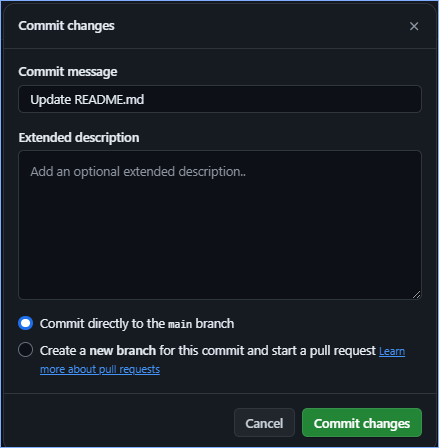 Commit changes
Commit message
Update README.md
Extended description
Add an optional extended description..
Commit directly to the main branch
Create a new branch for this commit and start a pull request Learn
more about pull requests
Cancel
Commit changes